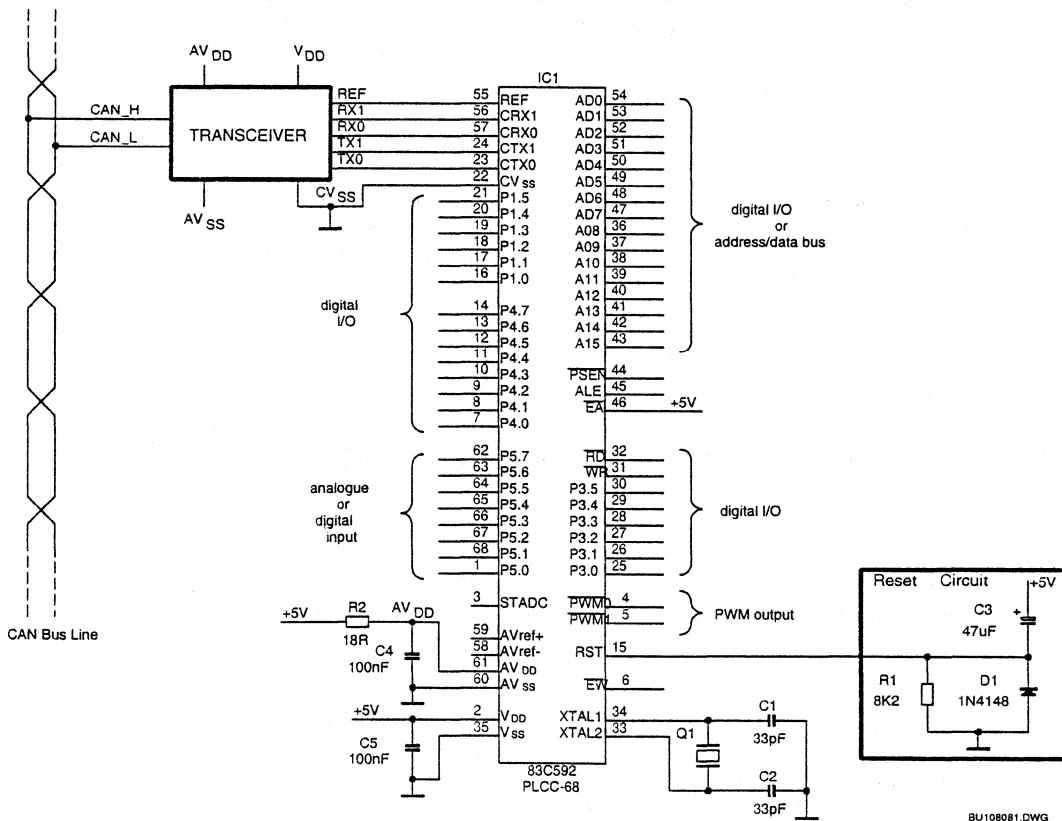 AV DD
V DD
IC1
CAN_H
CAN_L
TRANSCEIVER
REF
RX1
RX0
TX1
TX0
CV SS
AV SS
55 REF
56 CRX1
57 CRX0
24 CTX1
23 CTX0
22 CV SS
21 P1.5
20 P1.4
19 P1.3
18 P1.2
17 P1.1
16 P1.0
digital
I/O
14 P4.7
13 P4.6
12 P4.5
11 P4.4
10 P4.3
9 P4.2
8 P4.1
7 P4.0
analogue
or
digital
input
62 P5.7
63 P5.6
64 P5.5
65 P5.4
66 P5.3
67 P5.2
68 P5.1
1 P5.0
3 STADC
59 AVref+
58 AVref-
61 AV DD
60 AV SS
2 V DD
35 V SS
AD0 54
AD1 53
AD2 52
AD3 51
AD4 50
AD5 49
AD6 48
AD7 47
A08 36
A09 37
A10 38
A11 39
A12 40
A13 41
A14 42
A15 43
digital I/O
or
address/data bus
PSEN 44
ALE 45
EA 46 +5V
RD 32
WR 31
P3.5 30
P3.4 29
P3.3 28
P3.2 27
P3.1 26
P3.0 25
digital I/O
PWM0 4
PWM1 5
PWM output
RST 15
EW 6
XTAL1 34
XTAL2 33
83C592
PLCC-68
CAN Bus Line
+5V
R2
18R
AV DD
C4
100nF
+5V
C5
100nF
Q1
C1
33pF
C2
33pF
Reset Circuit
+5V
C3
+
47uF
R1
8K2
D1
1N4148
BU108081.DWG